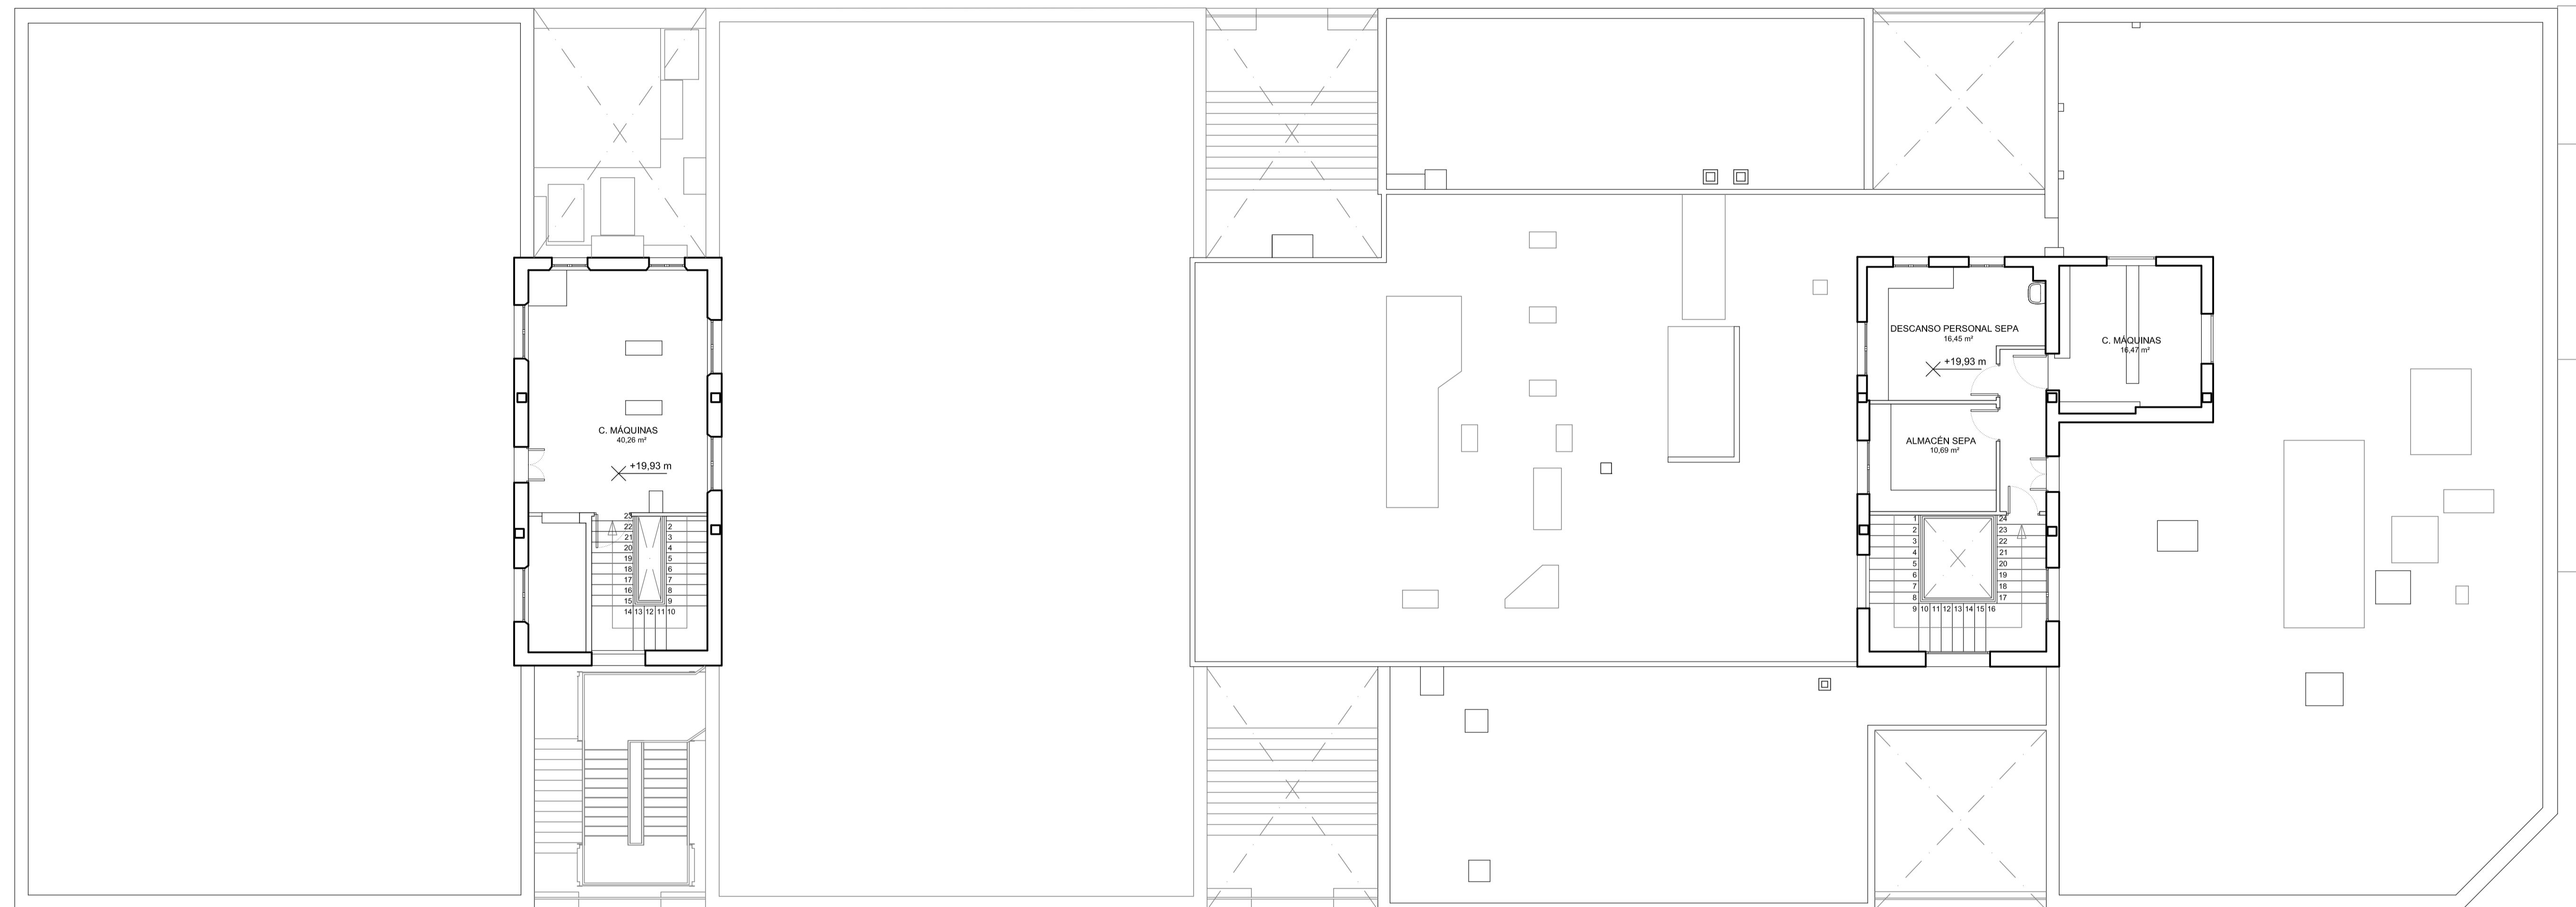 C. MÁQUINAS
40,26 m²
+19,93 m
23
22
21
20
19
18
17
16
15
14 13 12 11 10
2
3
4
5
6
7
8
9
DESCANSO PERSONAL SEPA
16,45 m²
+19,93 m
C. MÁQUINAS
16,47 m²
ALMACÉN SEPA
10,69 m²
1
2
3
4
5
6
7
8
9 10 11 12 13 14 15 16
24
23
22
21
20
19
18
17